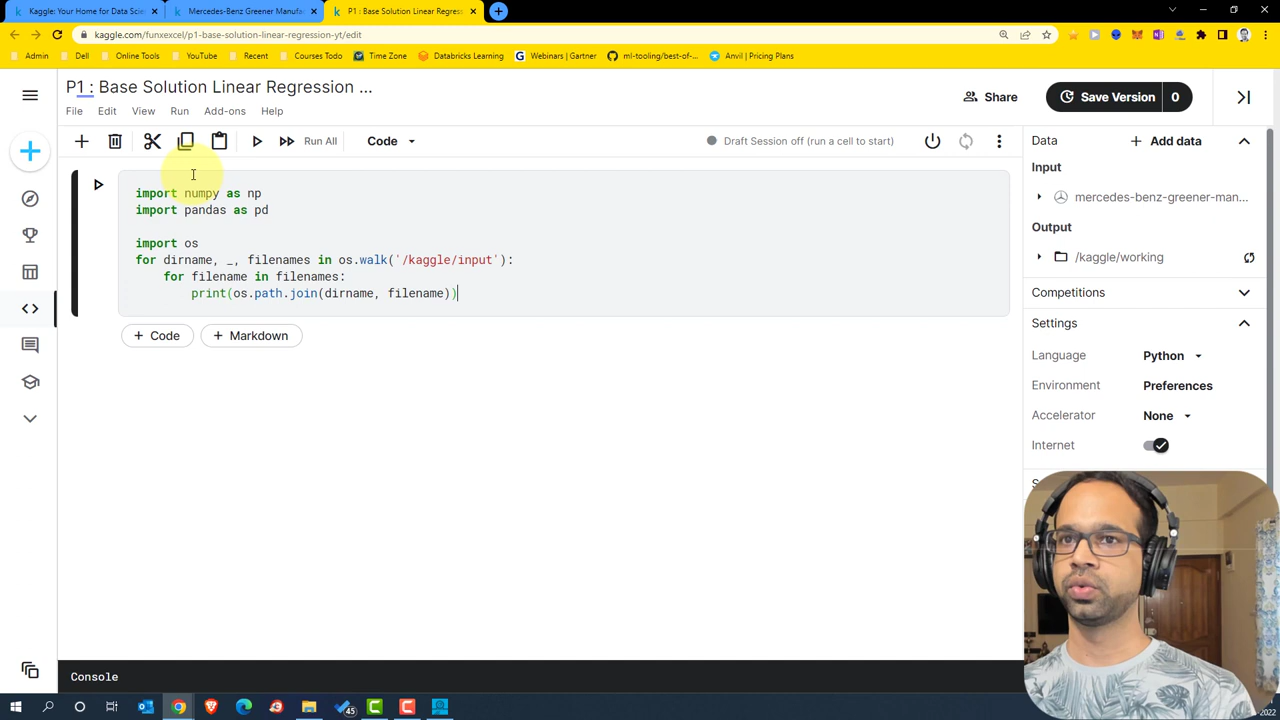 Kaggle: Your Home for Data Scien
Mercedes-Benz Greener Manufac
P1 : Base Solution Linear Regress
kaggle.com/funxexcel/p1-base-solution-linear-regression-yt/edit
Admin
Dell
Online Tools
YouTube
Recent
Courses Todo
Time Zone
Databricks Learning
Webinars | Gartner
ml-tooling/best-of-...
Anvil | Pricing Plans
P1 : Base Solution Linear Regression ...
File Edit View Run Add-ons Help
Share
Save Version 0
Run All
Code
Draft Session off (run a cell to start)
import numpy as np
import pandas as pd
import os
for dirname, _, filenames in os.walk('/kaggle/input'):
for filename in filenames:
print(os.path.join(dirname, filename))
+ Code
+ Markdown
Data
+ Add data
Input
mercedes-benz-greener-man...
Output
/kaggle/working
Competitions
Settings
Language Python
Environment Preferences
Accelerator None
Internet
Console
45
2022